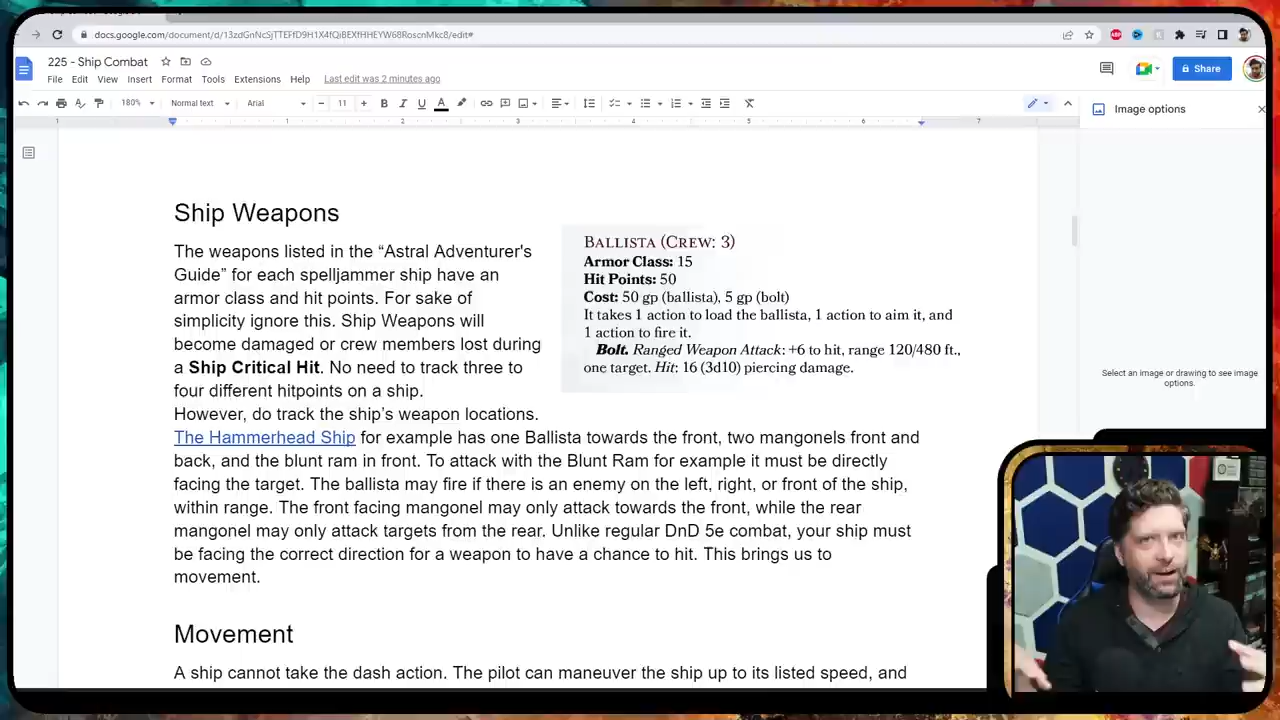 docs.google.com/document/d/13zdGnNcSjTTEFfD9H1X4fQiBEXfHHEYW68RoscnMkc8/edit#
225 - Ship Combat
File Edit View Insert Format Tools Extensions Help Last edit was 2 minutes ago
Share
180% Normal text Arial 11
Image options
1 1 2 3 4 5 6 7
Ship Weapons
The weapons listed in the “Astral Adventurer's
Guide” for each spelljammer ship have an
armor class and hit points. For sake of
simplicity ignore this. Ship Weapons will
become damaged or crew members lost during
a Ship Critical Hit. No need to track three to
four different hitpoints on a ship.
However, do track the ship’s weapon locations.
BALLISTA (CREW: 3)
Armor Class: 15
Hit Points: 50
Cost: 50 gp (ballista), 5 gp (bolt)
It takes 1 action to load the ballista, 1 action to aim it, and
1 action to fire it.
Bolt. Ranged Weapon Attack: +6 to hit, range 120/480 ft.,
one target. Hit: 16 (3d10) piercing damage.
The Hammerhead Ship for example has one Ballista towards the front, two mangonels front and
back, and the blunt ram in front. To attack with the Blunt Ram for example it must be directly
facing the target. The ballista may fire if there is an enemy on the left, right, or front of the ship,
within range. The front facing mangonel may only attack towards the front, while the rear
mangonel may only attack targets from the rear. Unlike regular DnD 5e combat, your ship must
be facing the correct direction for a weapon to have a chance to hit. This brings us to
movement.
Movement
A ship cannot take the dash action. The pilot can maneuver the ship up to its listed speed, and
Select an image or drawing to see image
options.